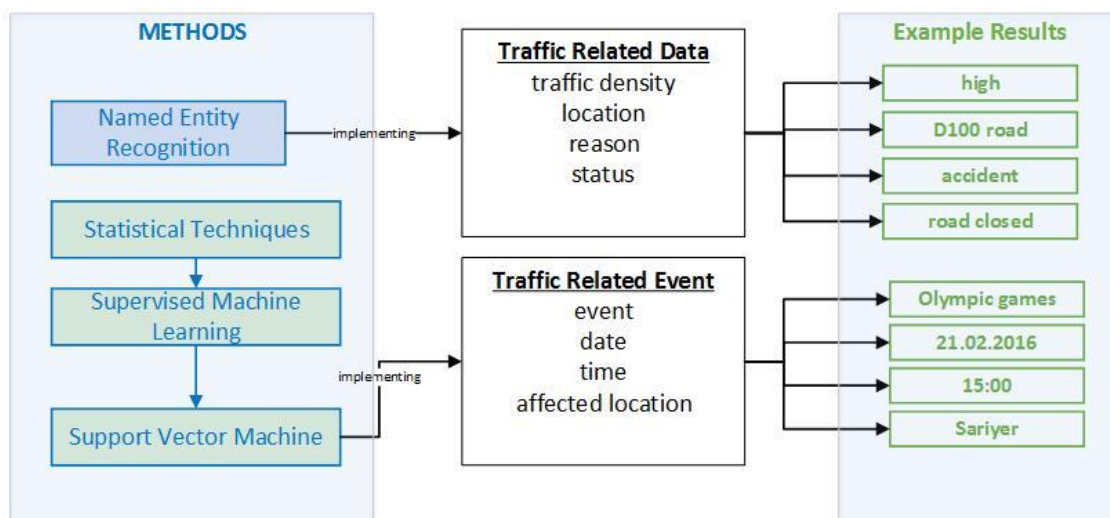 METHODS
Named Entity
Recognition
Statistical Techniques
Supervised Machine
Learning
Support Vector Machine
implementing
implementing
Traffic Related Data
traffic density
location
reason
status
Traffic Related Event
event
date
time
affected location
Example Results
high
D100 road
accident
road closed
Olympic games
21.02.2016
15:00
Sariyer